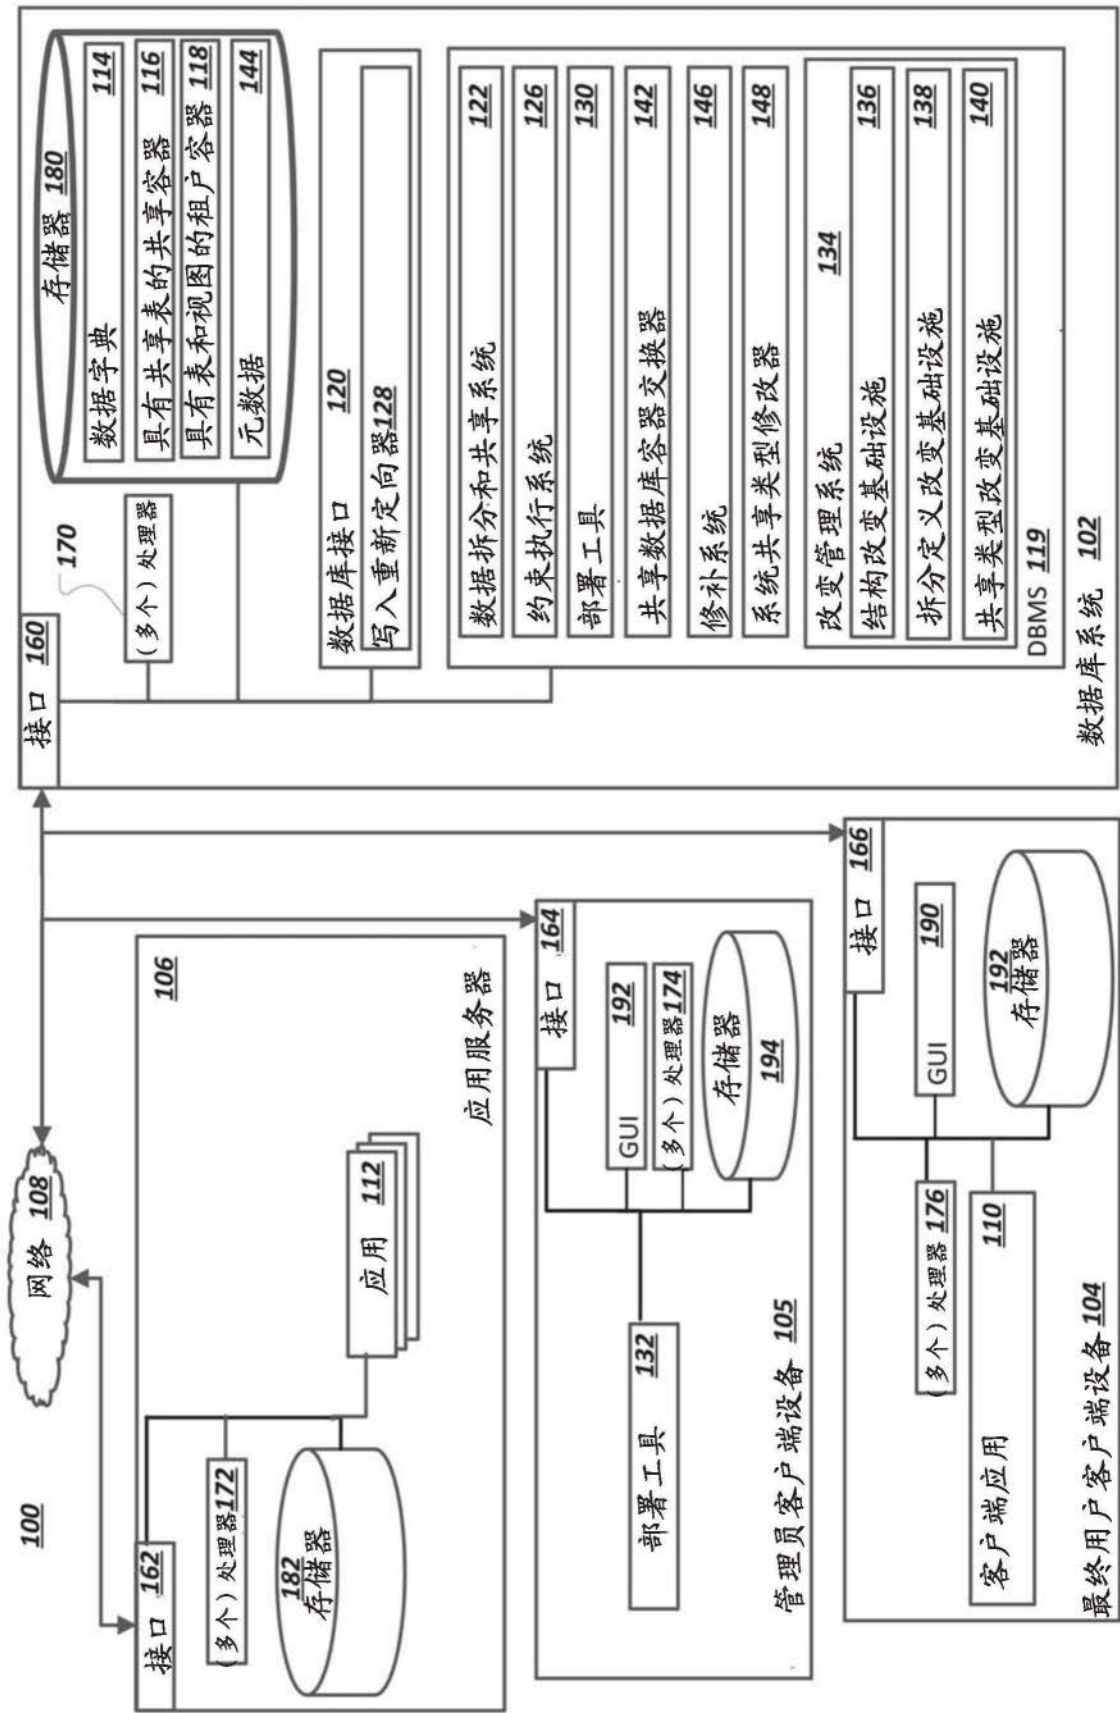 100
网络 108
接口 162
(多个)处理器172
182
存储器
应用 112
106
应用服务器
接口 164
GUI 192
(多个)处理器174
存储器
194
部署工具 132
管理员客户端设备 105
接口 166
GUI 190
192
存储器
(多个)处理器 176
客户端应用 110
最终用户客户端设备 104
接口 160
170
(多个)处理器
存储器 180
数据字典 114
具有共享表的共享容器 116
具有表和视图的租户容器 118
元数据 144
数据库接口 120
写入重新定向器128
数据拆分和共享系统 122
约束执行系统 126
部署工具 130
共享数据库容器交换器 142
修补系统 146
系统共享类型修改器 148
改变管理系统 134
结构改变基础设施 136
拆分定义改变基础设施 138
共享类型改变基础设施 140
DBMS 119
数据库系统 102